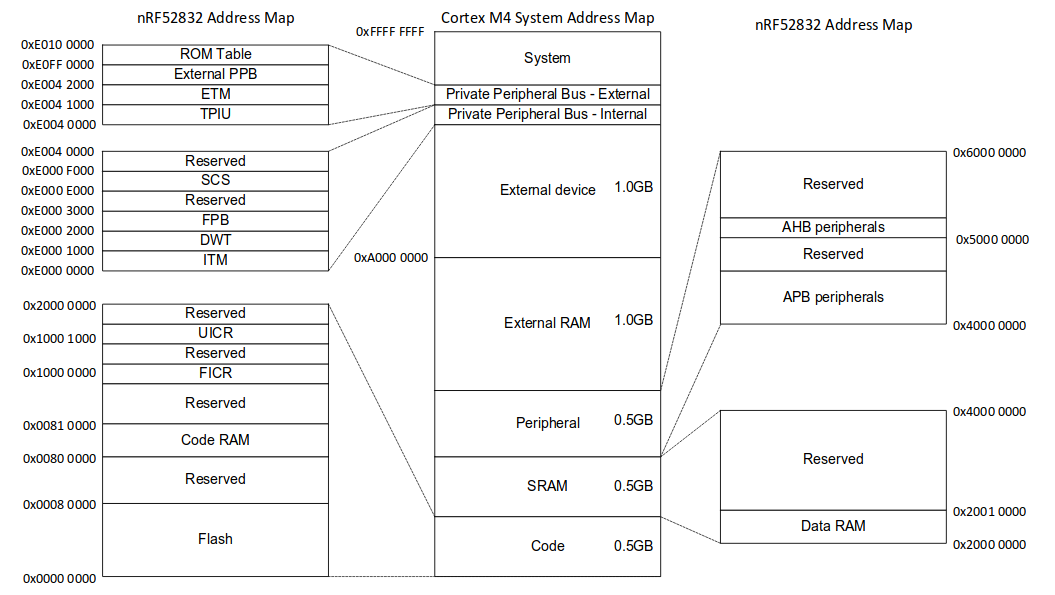 nRF52832 Address Map
0xE010 0000
ROM Table
0xE0FF 0000
External PPB
0xE004 2000
ETM
0xE004 1000
TPIU
0xE004 0000
0xE004 0000
Reserved
0xE000 F000
SCS
0xE000 E000
Reserved
0xE000 3000
FPB
0xE000 2000
DWT
0xE000 1000
ITM
0xE000 0000
0x2000 0000
Reserved
UICR
0x1000 1000
Reserved
0x1000 0000
FICR
Reserved
0x0081 0000
Code RAM
0x0080 0000
Reserved
0x0008 0000
Flash
0x0000 0000
Cortex M4 System Address Map
0xFFFF FFFF
System
Private Peripheral Bus - External
Private Peripheral Bus - Internal
External device 1.0GB
0xA000 0000
External RAM 1.0GB
Peripheral 0.5GB
SRAM 0.5GB
Code 0.5GB
nRF52832 Address Map
0x6000 0000
Reserved
AHB peripherals
0x5000 0000
Reserved
APB peripherals
0x4000 0000
0x4000 0000
Reserved
0x2001 0000
Data RAM
0x2000 0000